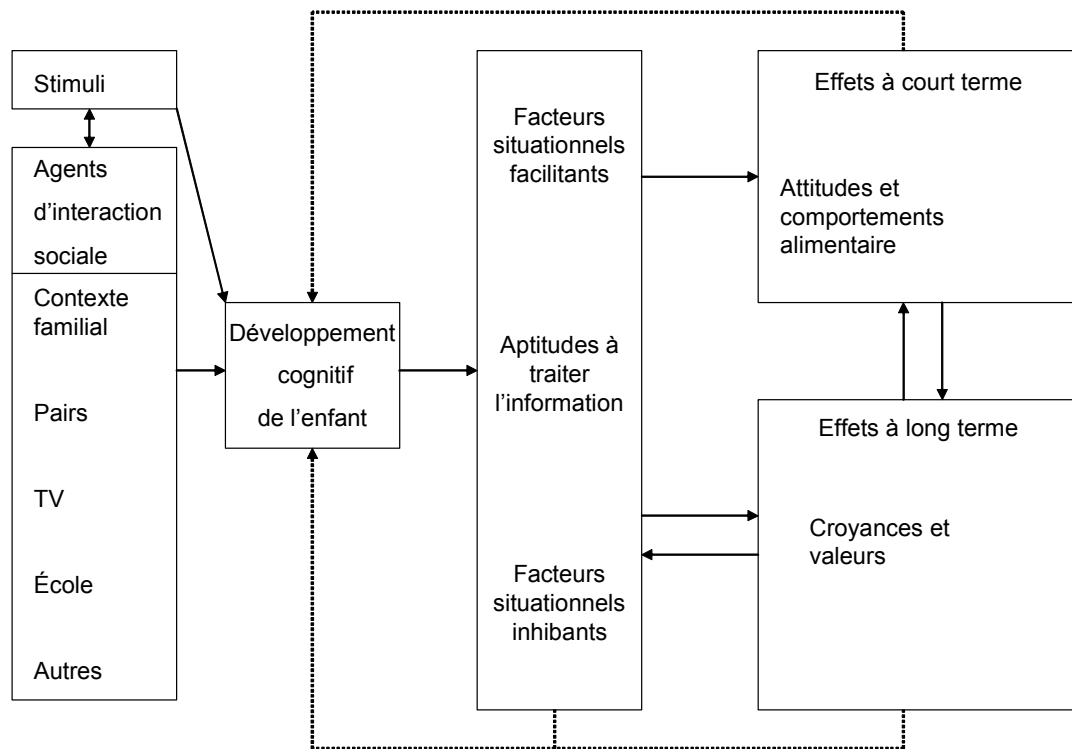 Stimuli
Agents
d’interaction
sociale
Contexte
familial
Pairs
TV
École
Autres
Développement
cognitif
de l’enfant
Facteurs
situationnels
facilitants
Aptitudes à
traiter
l’information
Facteurs
situationnels
inhibants
Effets à court terme
Attitudes et
comportements
alimentaire
Effets à long terme
Croyances et
valeurs